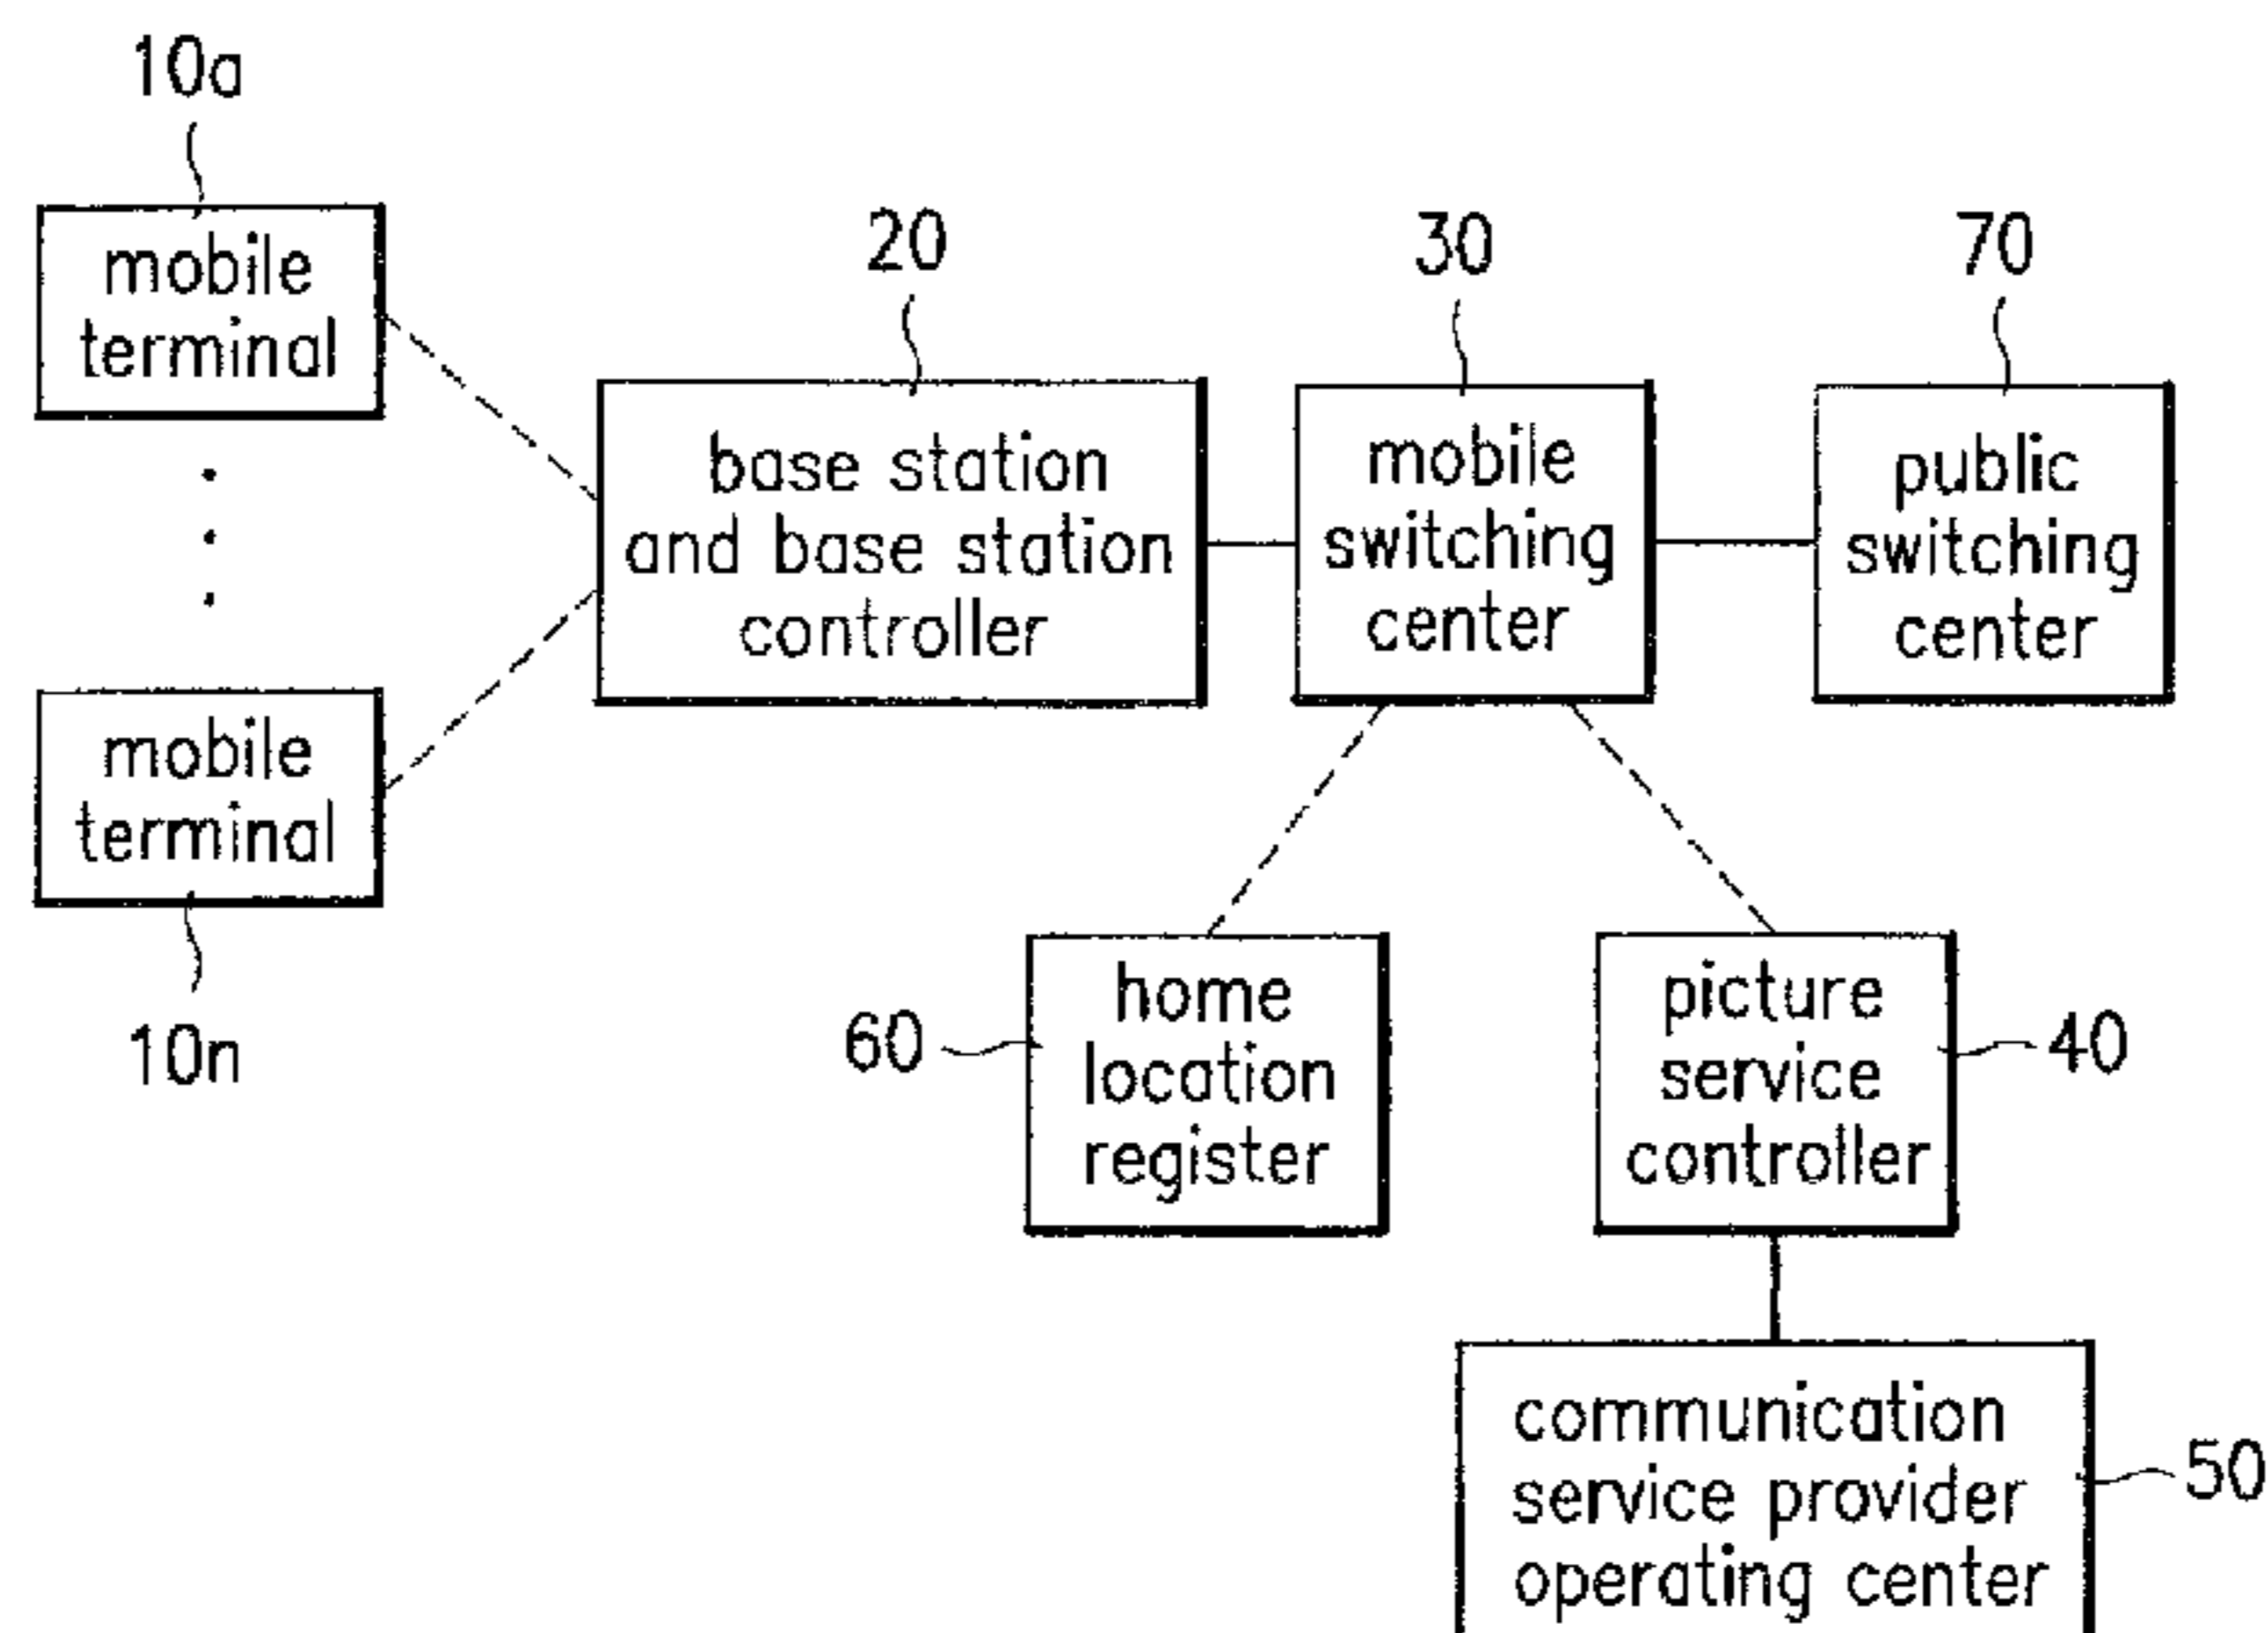 10a
mobile
terminal
20
base station
and base station
controller
30
mobile
switching
center
70
public
switching
center
mobile
terminal
10n
60
home
location
register
picture
service
controller
40
communication
service provider
operating center
50